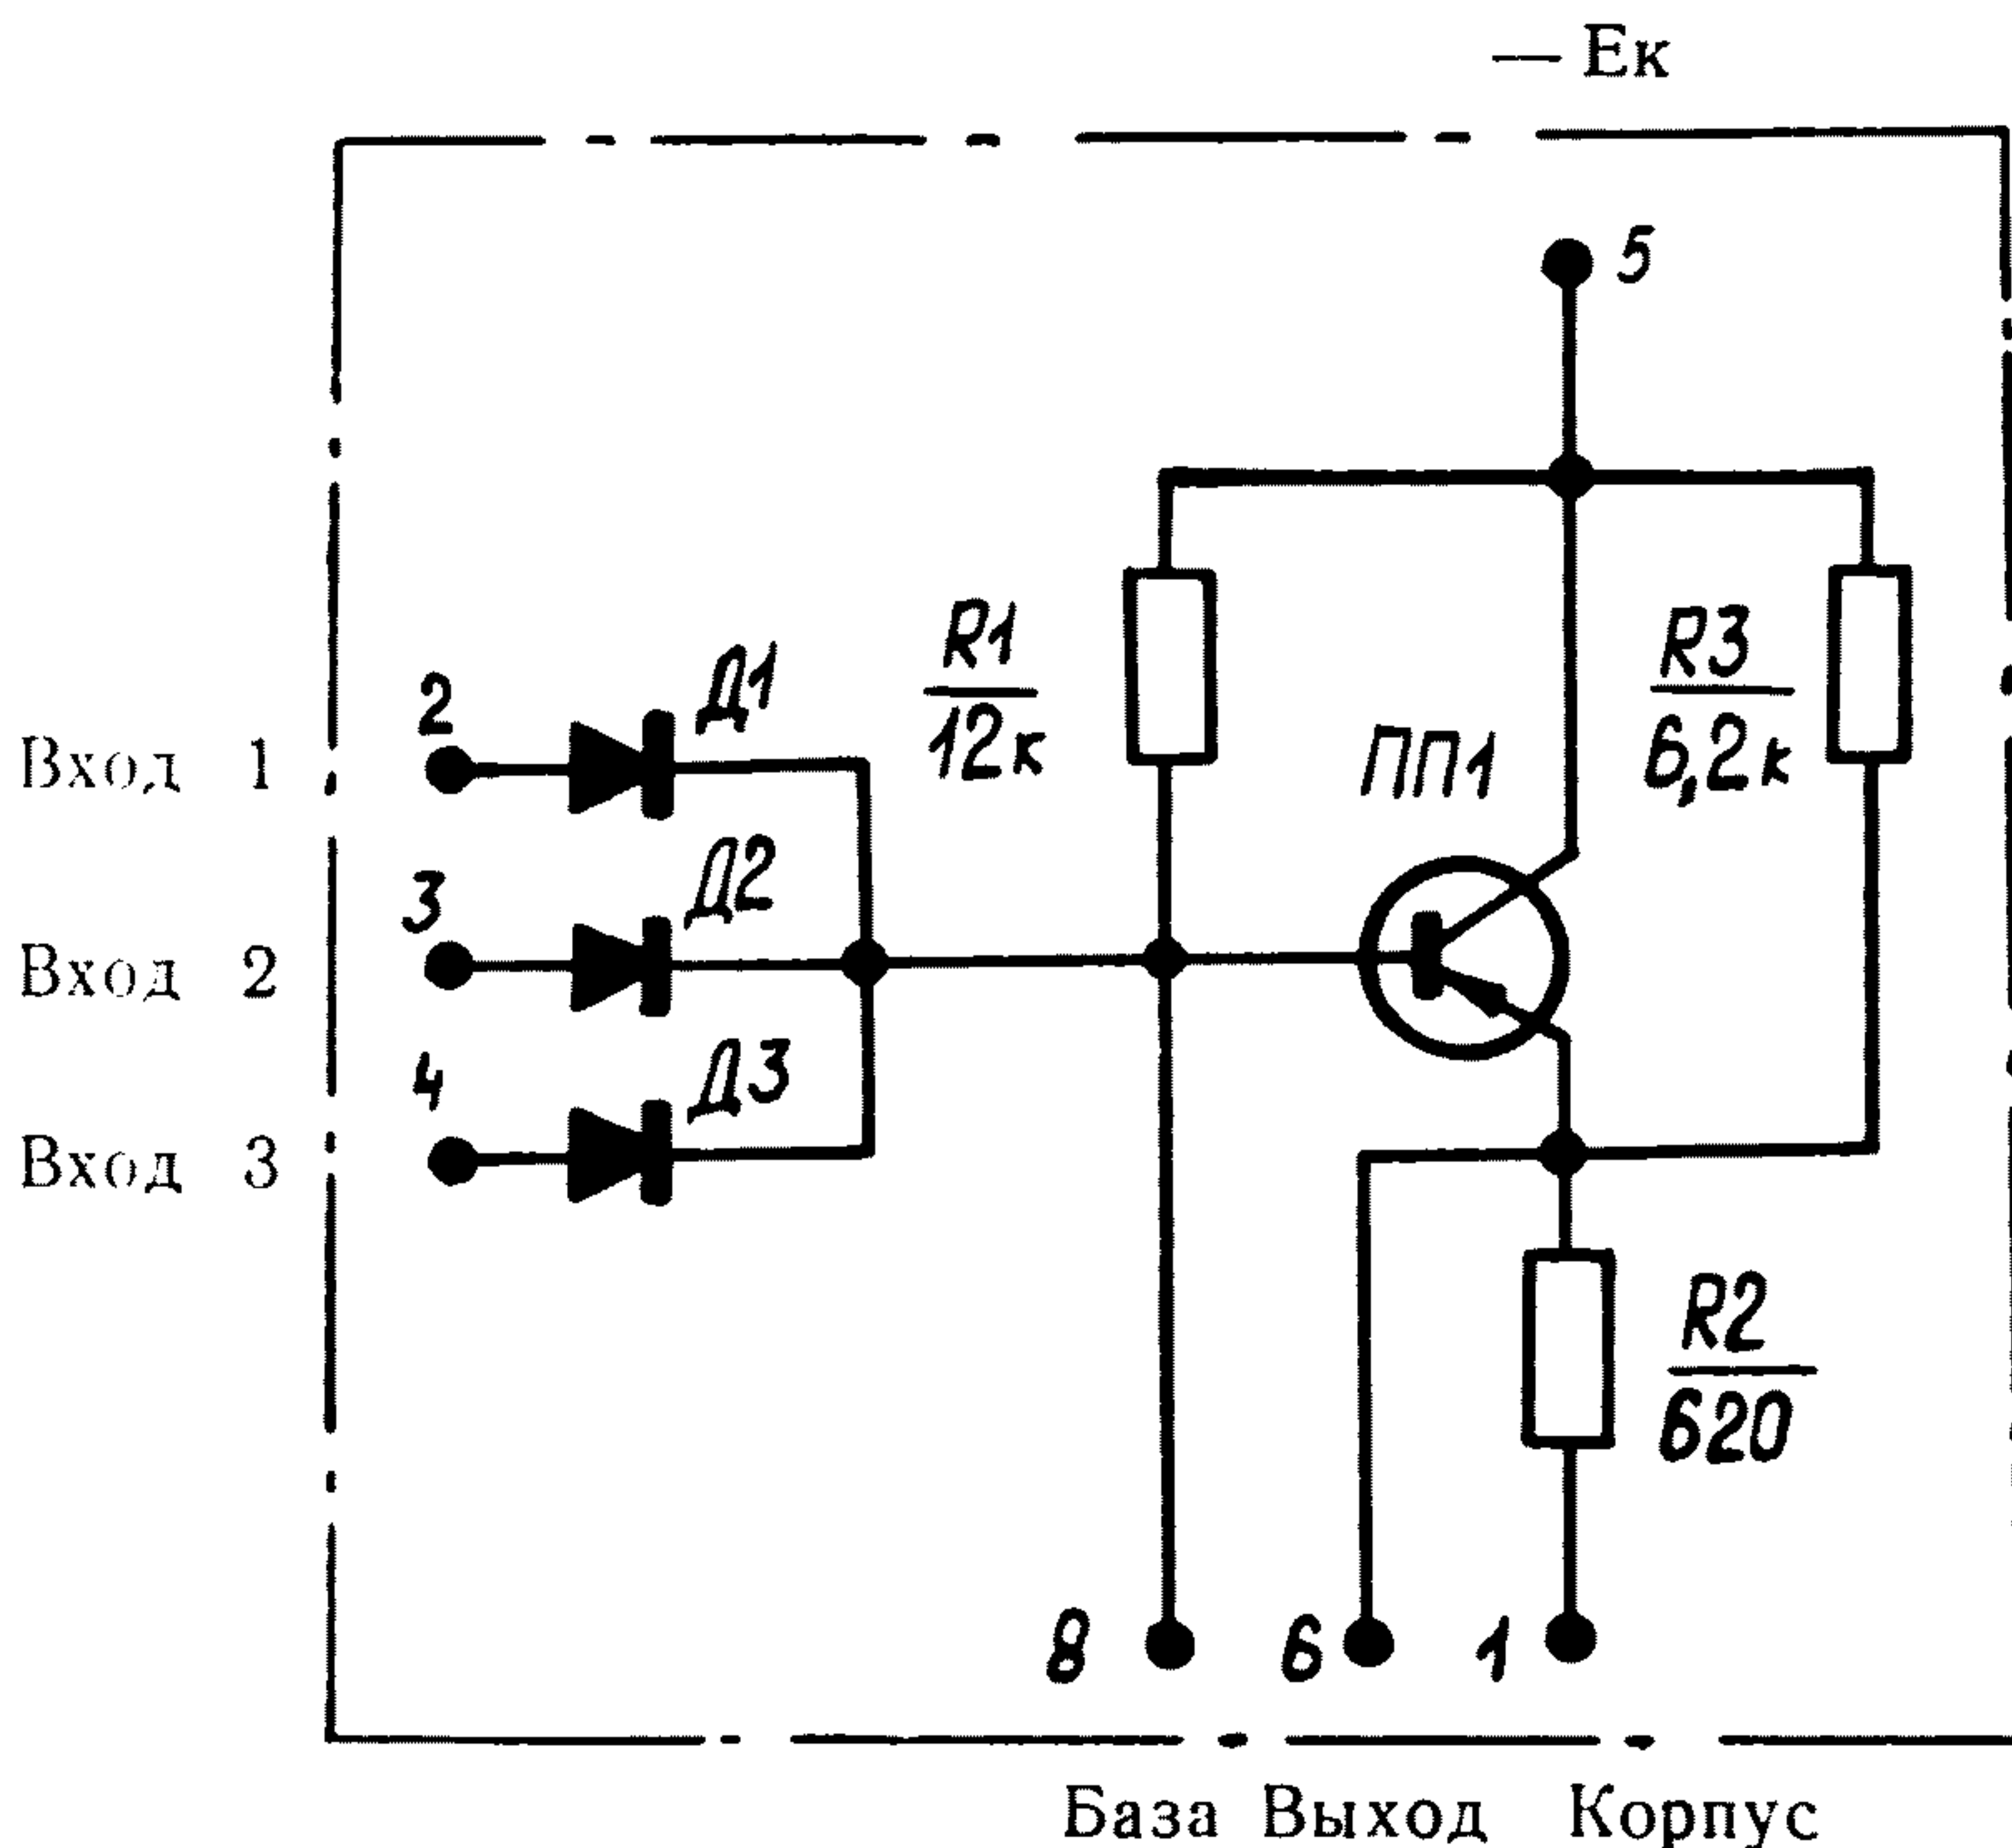 — Ек
5
R1
12к
R3
6,2к
ПП1
Д1
2
Вход 1
Д2
3
Вход 2
Д3
4
Вход 3
R2
620
8
6
1
База Выход Корпус